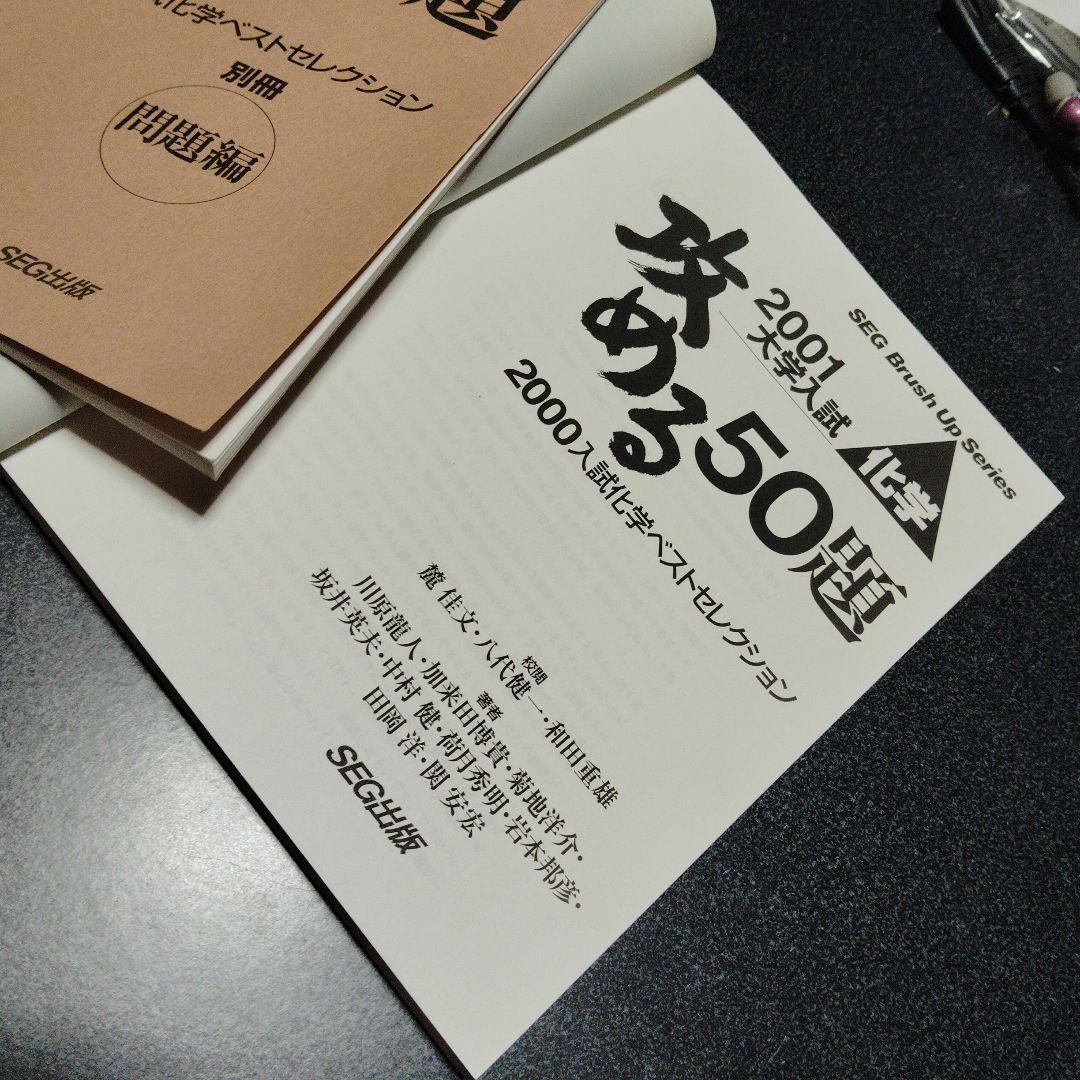 題
化学ベストセレクション
別冊
問題編
SEG出版
SEG Brush Up Series
2001
大学入試
化学
攻める50題
2000入試化学ベストセレクション
校閲
麓 佳文・八代健一・和田重雄
著者
川原龍人・加来田博貴・菊地洋介・
坂井英夫・中村 健・荷月秀明・岩本邦彦・
田岡 洋・関 安宏
SEG出版